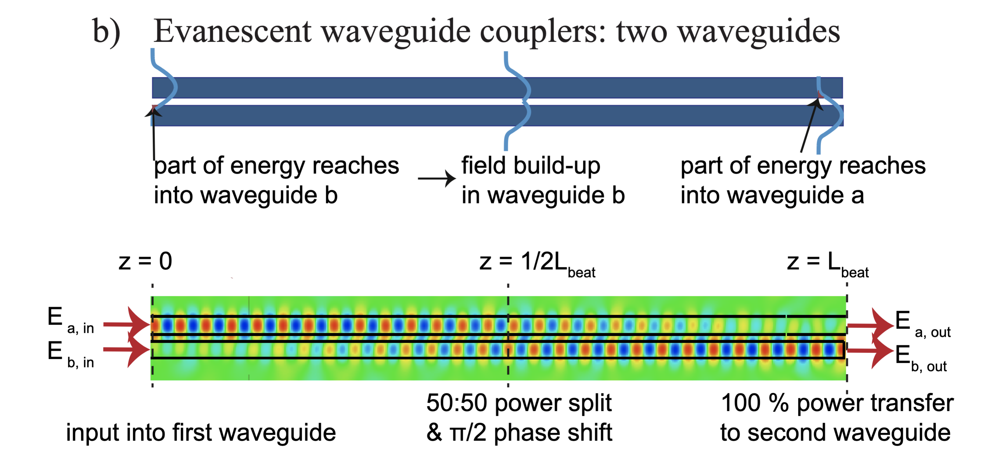 b) Evanescent waveguide couplers: two waveguides
part of energy reaches
into waveguide b
field build-up
in waveguide b
part of energy reaches
into waveguide a
z = 0
z = 1/2L beat
z = L beat
E a, in
E b, in
E a, out
E b, out
input into first waveguide
50:50 power split
& π/2 phase shift
100 % power transfer
to second waveguide